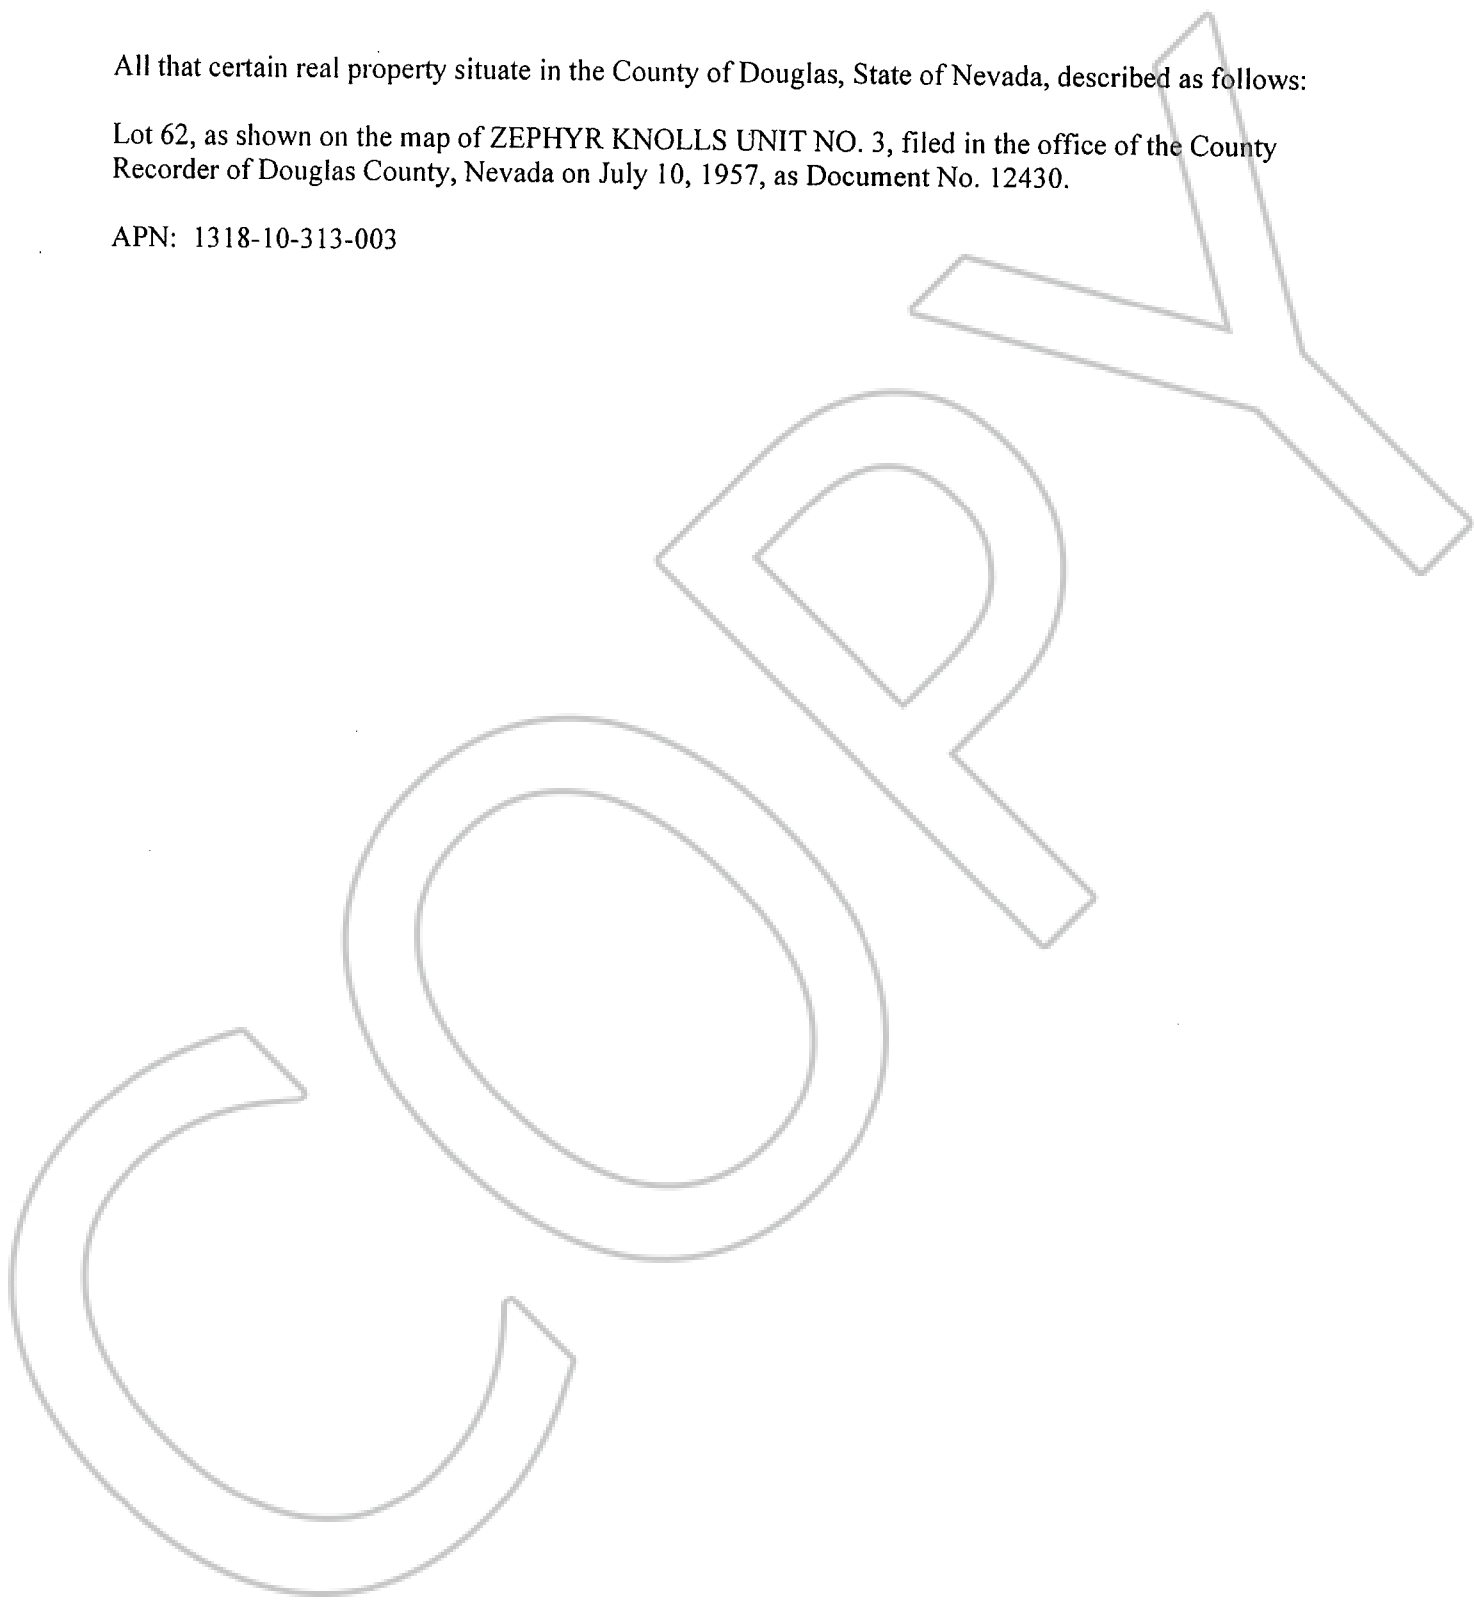 All that certain real property situate in the County of Douglas, State of Nevada, described as follows:
Lot 62, as shown on the map of ZEPHYR KNOLLS UNIT NO. 3, filed in the office of the County
Recorder of Douglas County, Nevada on July 10, 1957, as Document No. 12430.
APN: 1318-10-313-003
COPY